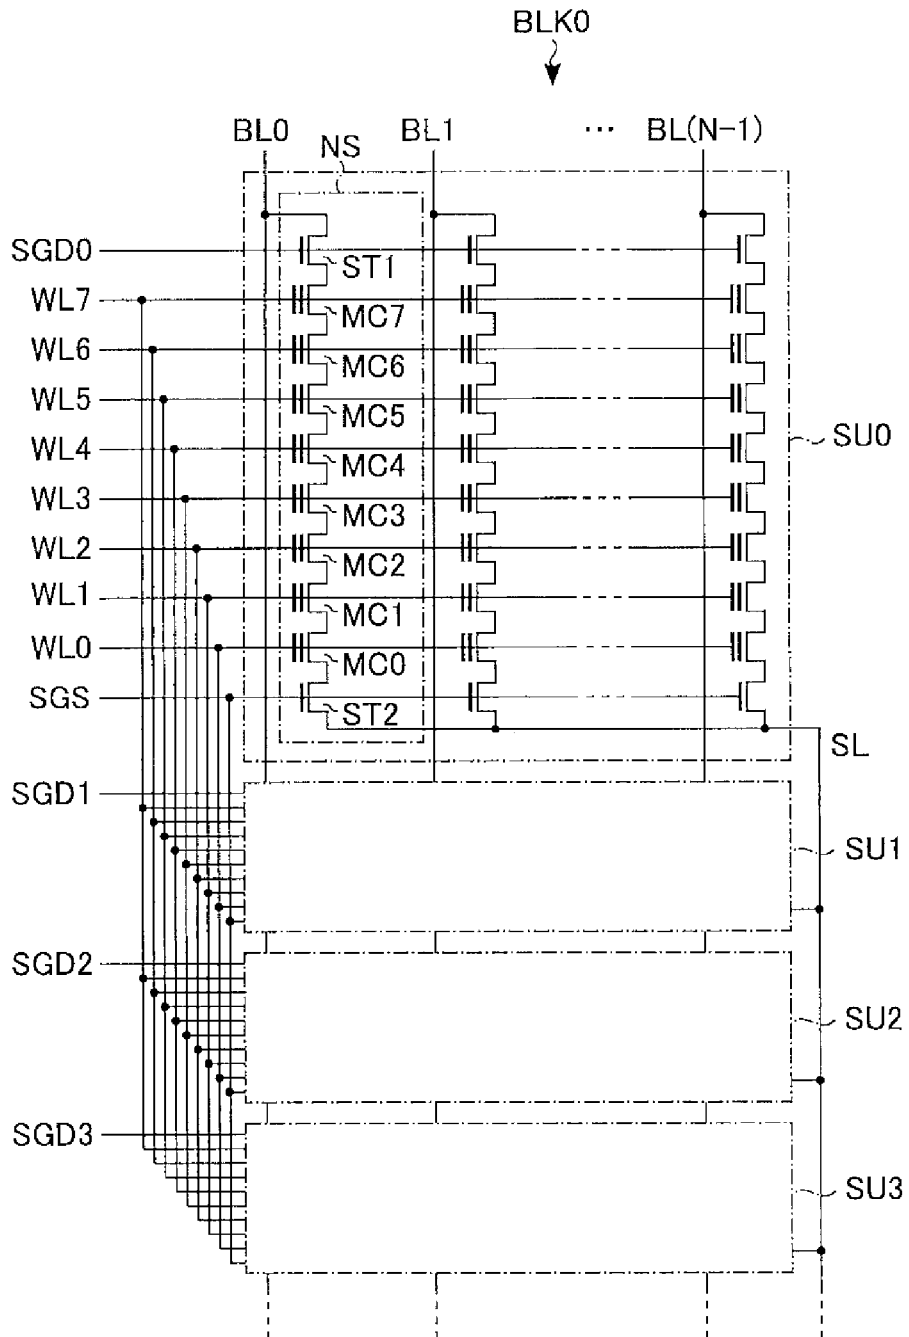 BLK0
BL0 BL1 ... BL(N-1)
NS
SGD0
ST1
WL7
MC7
WL6
MC6
WL5
MC5
WL4
MC4
SU0
WL3
MC3
WL2
MC2
WL1
MC1
WL0
MC0
SGS
ST2
SL
SGD1
SU1
SGD2
SU2
SGD3
SU3